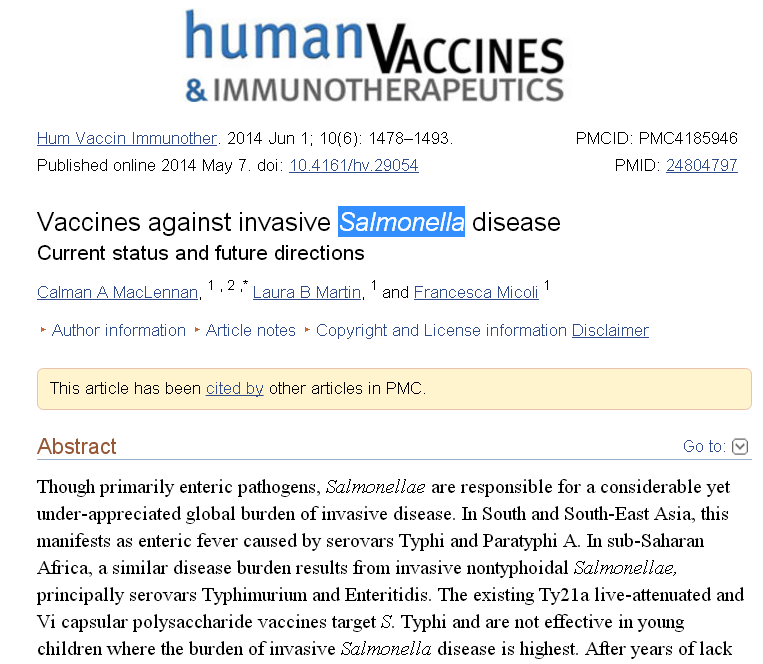 human VACCINES
& IMMUNOTHERAPEUTICS
Hum Vaccin Immunother. 2014 Jun 1; 10(6): 1478–1493. PMCID: PMC4185946
Published online 2014 May 7. doi: 10.4161/hv.29054 PMID: 24804797
Vaccines against invasive Salmonella disease
Current status and future directions
Calman A MacLennan, 1 , 2 ,* Laura B Martin, 1 and Francesca Micoli 1
▸ Author information ▸ Article notes ▸ Copyright and License information Disclaimer
This article has been cited by other articles in PMC.
Abstract Go to:
Though primarily enteric pathogens, Salmonellae are responsible for a considerable yet
under-appreciated global burden of invasive disease. In South and South-East Asia, this
manifests as enteric fever caused by serovars Typhi and Paratyphi A. In sub-Saharan
Africa, a similar disease burden results from invasive nontyphoidal Salmonellae,
principally serovars Typhimurium and Enteritidis. The existing Ty21a live-attenuated and
Vi capsular polysaccharide vaccines target S. Typhi and are not effective in young
children where the burden of invasive Salmonella disease is highest. After years of lack